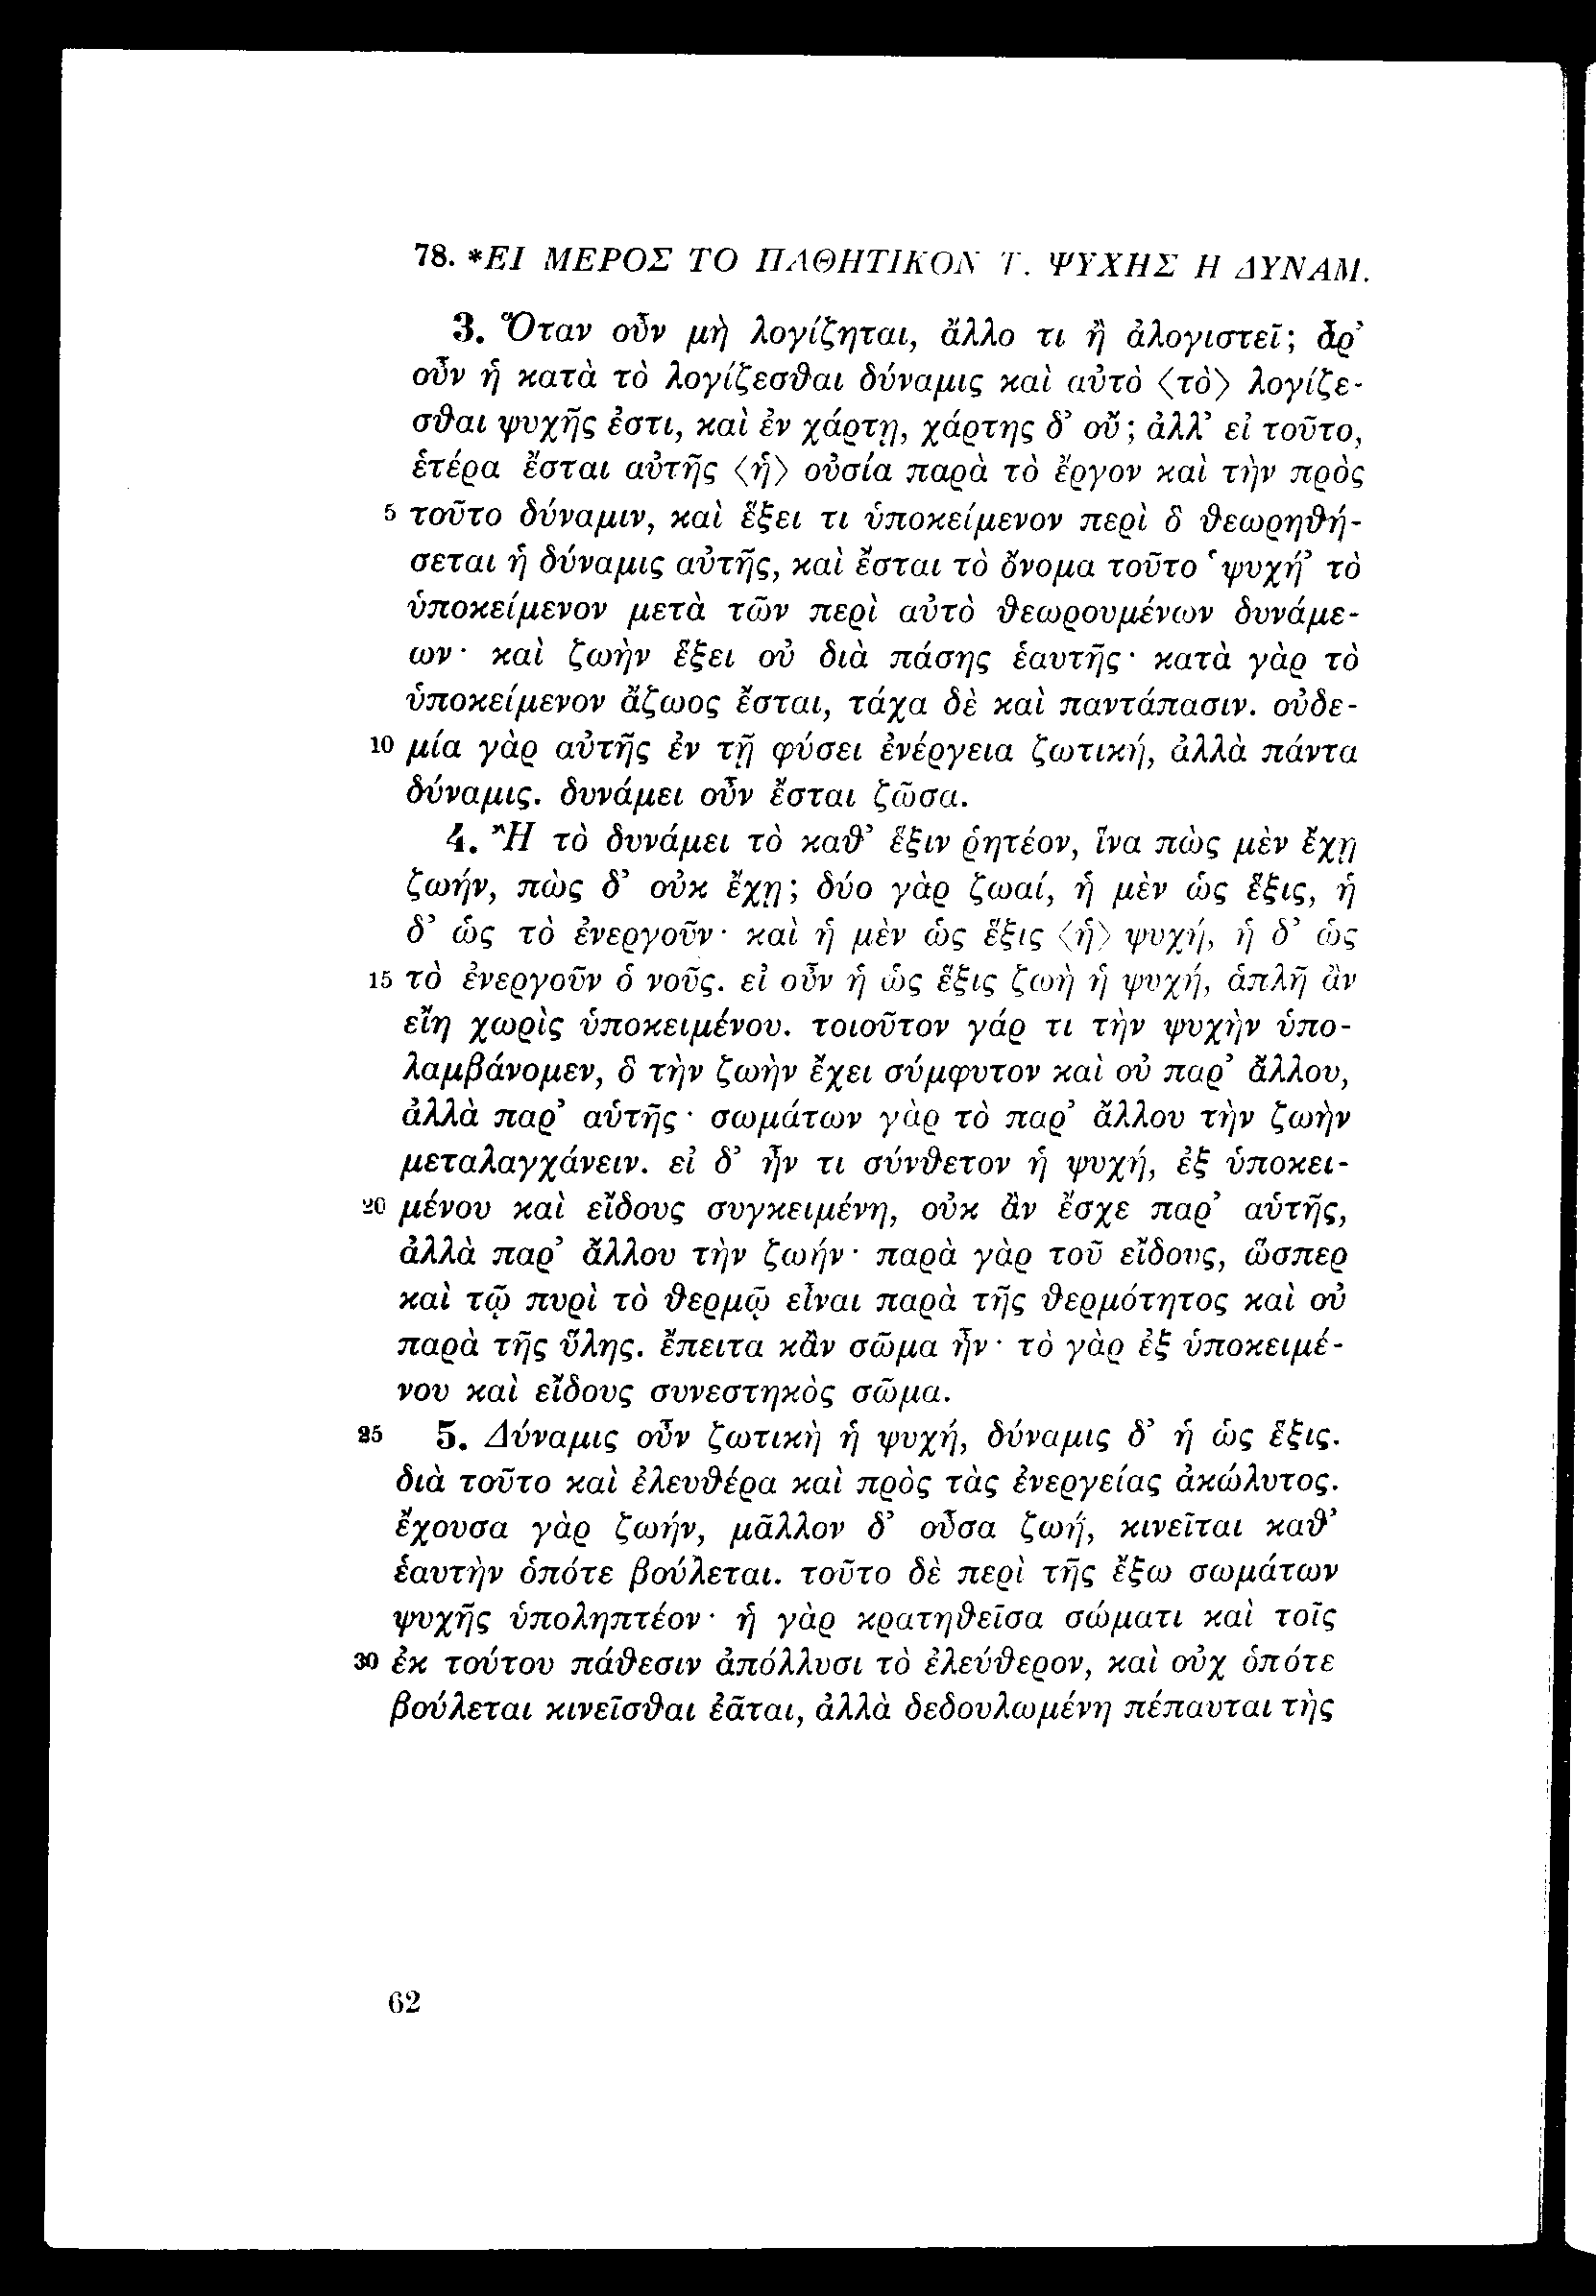 78. *ΕΙ ΜΕΡΟΣ ΤΟ ΠΑΘΗΤΙΚΟΝ Τ. ΨΥΧΗΣ Η ΔΥΝΑΜ.
3. Ὅταν οὖν μὴ λογίζηται, ἄλλο τι ἢ ἀλογιστεῖ; ἆρ’
οὖν ἡ κατὰ τὸ λογίζεσθαι δύναμις καὶ αὐτὸ ⟨τὸ⟩ λογίζε-
σθαι ψυχῆς ἐστι, καὶ ἐν χάρτῃ, χάρτης δ’ οὔ; ἀλλ’ εἰ τοῦτο,
ἑτέρα ἔσται αὐτῆς ⟨ἡ⟩ οὐσία παρὰ τὸ ἔργον καὶ τὴν πρὸς
5 τοῦτο δύναμιν, καὶ ἕξει τι ὑποκείμενον περὶ ὃ θεωρηθή-
σεται ἡ δύναμις αὐτῆς, καὶ ἔσται τὸ ὄνομα τοῦτο ‘ψυχή’ τὸ
ὑποκείμενον μετὰ τῶν περὶ αὐτὸ θεωρουμένων δυνάμε-
ων· καὶ ζωὴν ἕξει οὐ διὰ πάσης ἑαυτῆς· κατὰ γὰρ τὸ
ὑποκείμενον ἄζωος ἔσται, τάχα δὲ καὶ παντάπασιν. οὐδε-
10 μία γὰρ αὐτῆς ἐν τῇ φύσει ἐνέργεια ζωτική, ἀλλὰ πάντα
δύναμις. δυνάμει οὖν ἔσται ζῶσα.
4. Ἢ τὸ δυνάμει τὸ καθ’ ἕξιν ῥητέον, ἵνα πὼς μὲν ἔχῃ
ζωήν, πὼς δ’ οὐκ ἔχῃ; δύο γὰρ ζωαί, ἡ μὲν ὡς ἕξις, ἡ
δ’ ὡς τὸ ἐνεργοῦν· καὶ ἡ μὲν ὡς ἕξις ⟨ἡ⟩ ψυχή, ἡ δ’ ὡς
15 τὸ ἐνεργοῦν ὁ νοῦς. εἰ οὖν ἡ ὡς ἕξις ζωὴ ἡ ψυχή, ἁπλῆ ἂν
εἴη χωρὶς ὑποκειμένου. τοιοῦτον γάρ τι τὴν ψυχὴν ὑπο-
λαμβάνομεν, ὃ τὴν ζωὴν ἔχει σύμφυτον καὶ οὐ παρ’ ἄλλου,
ἀλλὰ παρ’ αὑτῆς· σωμάτων γὰρ τὸ παρ’ ἄλλου τὴν ζωὴν
μεταλαγχάνειν. εἰ δ’ ἦν τι σύνθετον ἡ ψυχή, ἐξ ὑποκει-
20 μένου καὶ εἴδους συγκειμένη, οὐκ ἂν ἔσχε παρ’ αὑτῆς,
ἀλλὰ παρ’ ἄλλου τὴν ζωήν· παρὰ γὰρ τοῦ εἴδους, ὥσπερ
καὶ τῷ πυρὶ τὸ θερμῷ εἶναι παρὰ τῆς θερμότητος καὶ οὐ
παρὰ τῆς ὕλης. ἔπειτα κἂν σῶμα ἦν· τὸ γὰρ ἐξ ὑποκειμέ-
νου καὶ εἴδους συνεστηκὸς σῶμα.
25 5. Δύναμις οὖν ζωτικὴ ἡ ψυχή, δύναμις δ’ ἡ ὡς ἕξις.
διὰ τοῦτο καὶ ἐλευθέρα καὶ πρὸς τὰς ἐνεργείας ἀκώλυτος.
ἔχουσα γὰρ ζωήν, μᾶλλον δ’ οὖσα ζωή, κινεῖται καθ’
ἑαυτὴν ὁπότε βούλεται. τοῦτο δὲ περὶ τῆς ἔξω σωμάτων
ψυχῆς ὑποληπτέον· ἡ γὰρ κρατηθεῖσα σώματι καὶ τοῖς
30 ἐκ τούτου πάθεσιν ἀπόλλυσι τὸ ἐλεύθερον, καὶ οὐχ ὁπότε
βούλεται κινεῖσθαι ἐᾶται, ἀλλὰ δεδουλωμένη πέπαυται τῆς
62